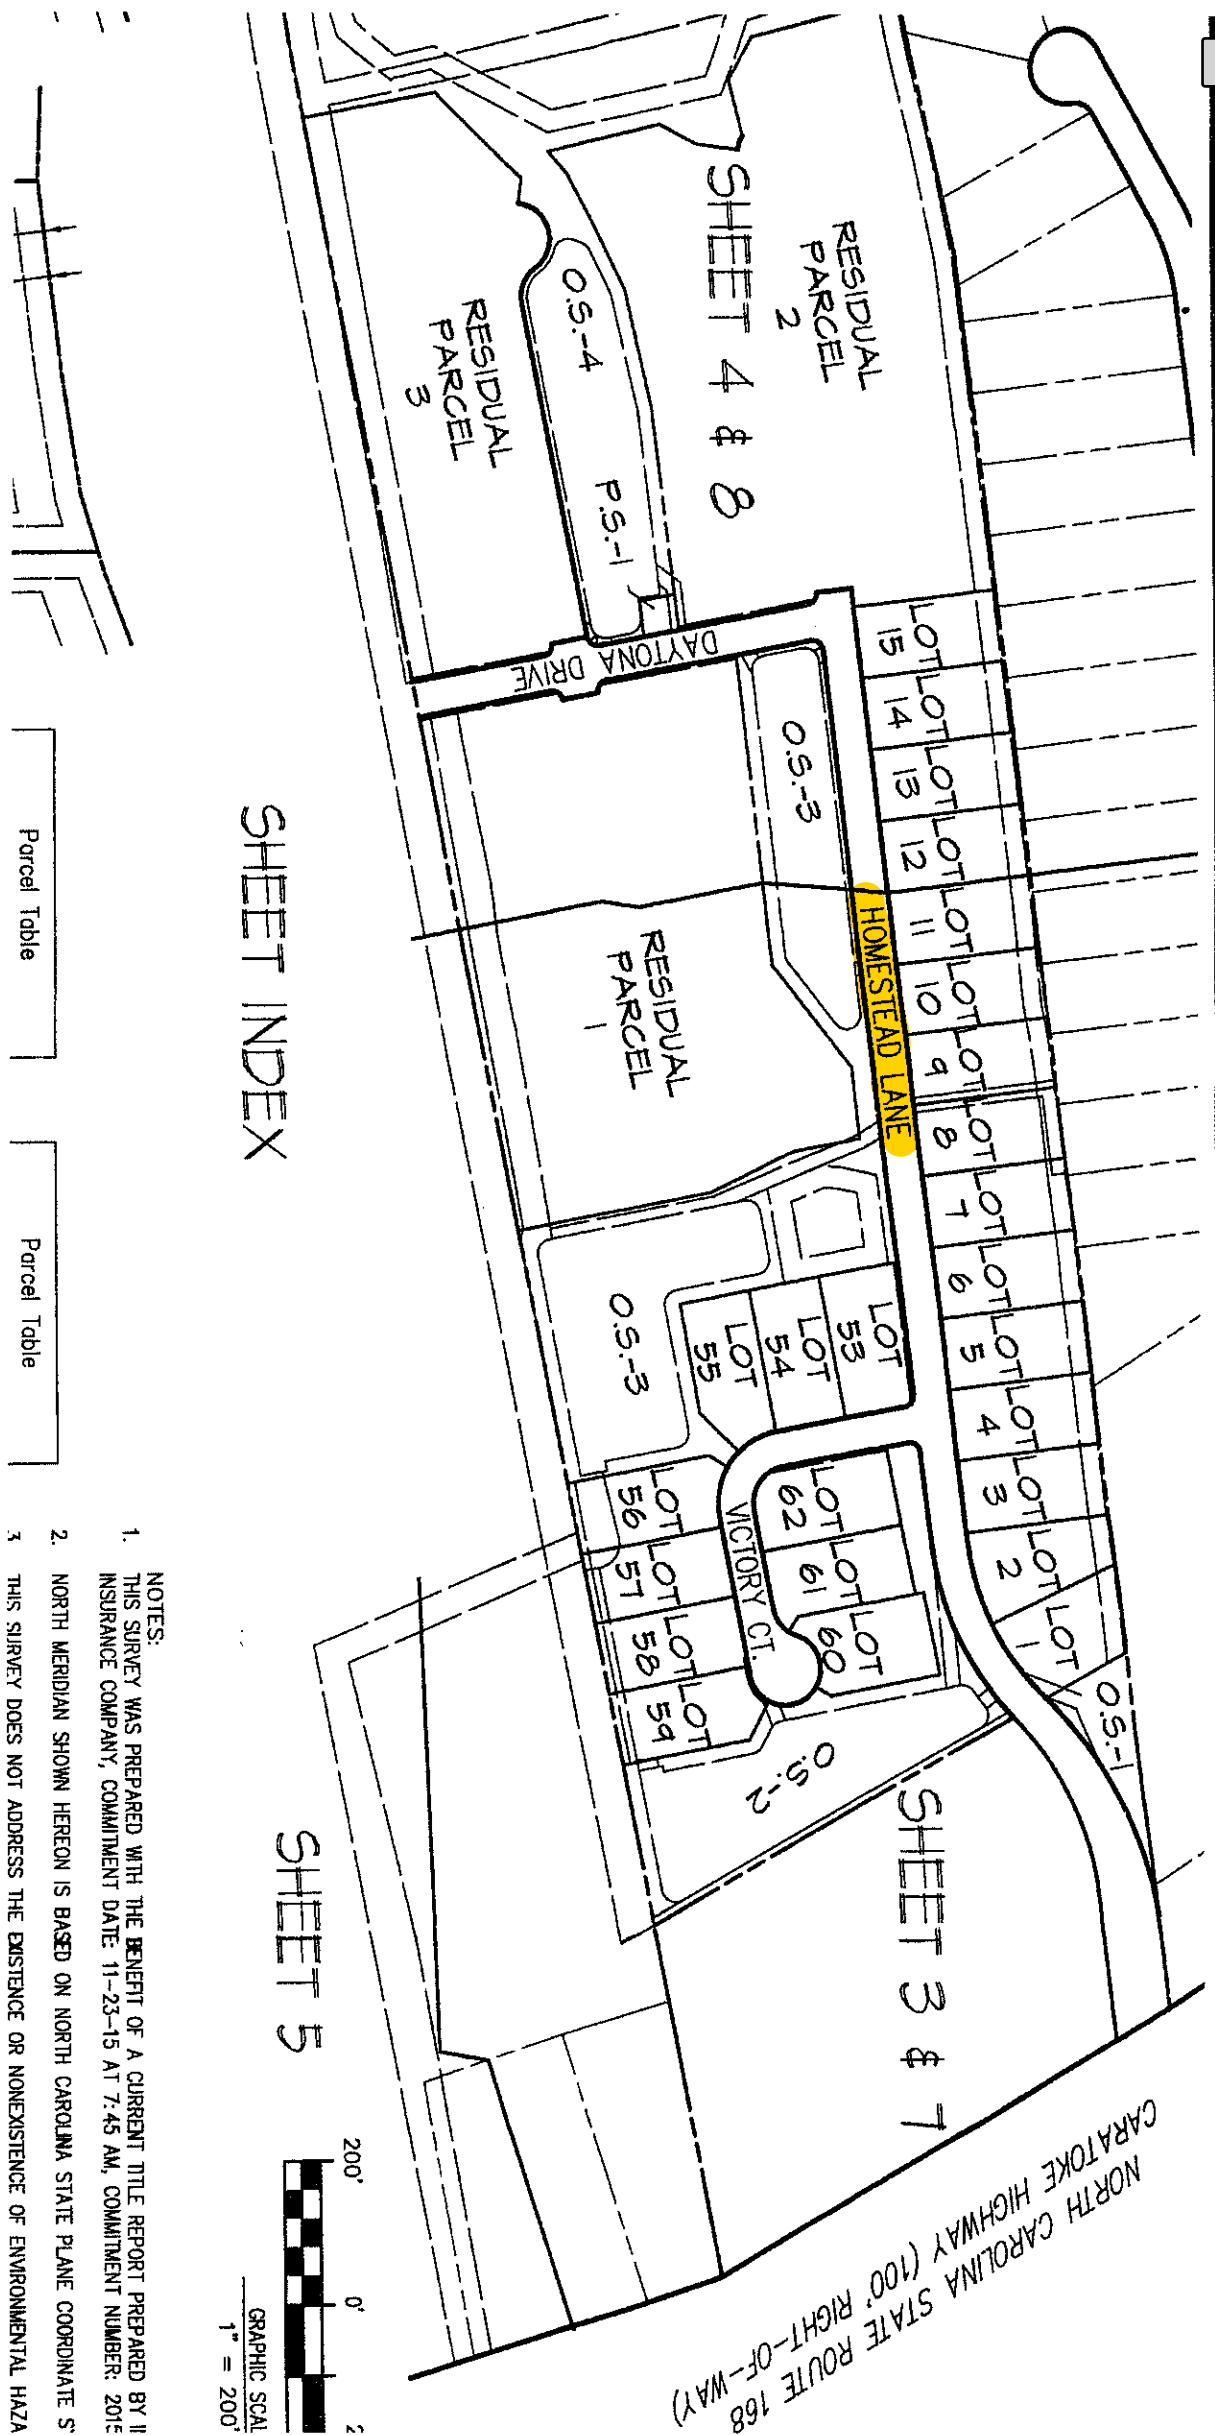 RESIDUAL
PARCEL
2
SHEET 4 & 8
O.S.-4
P.S.-1
RESIDUAL
PARCEL
3
DAYTONA DRIVE
LOT
15
LOT
14
LOT
13
LOT
12
LOT
11
LOT
10
LOT
9
LOT
8
LOT
7
LOT
6
LOT
5
LOT
4
LOT
3
LOT
2
LOT
1
O.S.-1
O.S.-3
HOMESTEAD LANE
RESIDUAL
PARCEL
1
O.S.-3
LOT
53
LOT
54
LOT
55
LOT
56
LOT
57
LOT
58
LOT
59
LOT
60
LOT
61
LOT
62
VICTORY CT.
O.S.-2
SHEET 3 & 7
SHEET 5
NORTH CAROLINA STATE ROUTE 168
CARATOKE HIGHWAY (100' RIGHT-OF-WAY)
SHEET INDEX
200'
0'
2
GRAPHIC SCAL
1" = 200'
Parcel Table
Parcel Table
NOTES:
1. THIS SURVEY WAS PREPARED WITH THE BENEFIT OF A CURRENT TITLE REPORT PREPARED BY
INSURANCE COMPANY, COMMITMENT DATE: 11-23-15 AT 7:45 AM, COMMITMENT NUMBER: 2015
2. NORTH MERIDIAN SHOWN HEREON IS BASED ON NORTH CAROLINA STATE PLANE COORDINATE
3 THIS SURVEY DOES NOT ADDRESS THE EXISTENCE OR NONEXISTENCE OF ENVIRONMENTAL HAZA